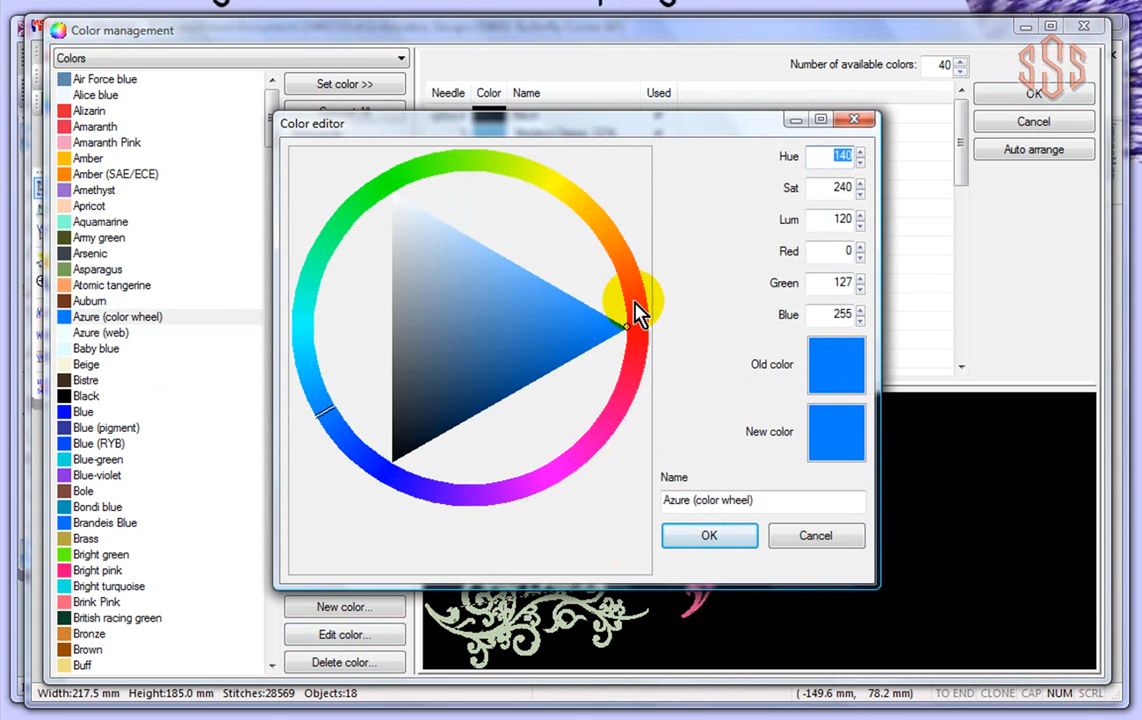 Color management
SSS
Colors
Set color >>
Number of available colors: 40
Needle Color Name Used
OK
Cancel
Auto arrange
Air Force blue
Alice blue
Alizarin
Amaranth
Amaranth Pink
Amber
Amber (SAE/ECE)
Amethyst
Apricot
Aquamarine
Army green
Arsenic
Asparagus
Atomic tangerine
Auburn
Azure (color wheel)
Azure (web)
Baby blue
Beige
Bistre
Black
Blue
Blue (pigment)
Blue (RYB)
Blue-green
Blue-violet
Bole
Bondi blue
Brandeis Blue
Brass
Bright green
Bright pink
Bright turquoise
Brink Pink
British racing green
Bronze
Brown
Buff
Color editor
Hue 140
Sat 240
Lum 120
Red 0
Green 127
Blue 255
Old color
New color
Name
Azure (color wheel)
OK Cancel
New color...
Edit color...
Delete color...
Width:217.5 mm Height:185.0 mm Stitches:28569 Objects:18 ( -149.6 mm, 78.2 mm) TO END CLONE CAP NUM SCRL